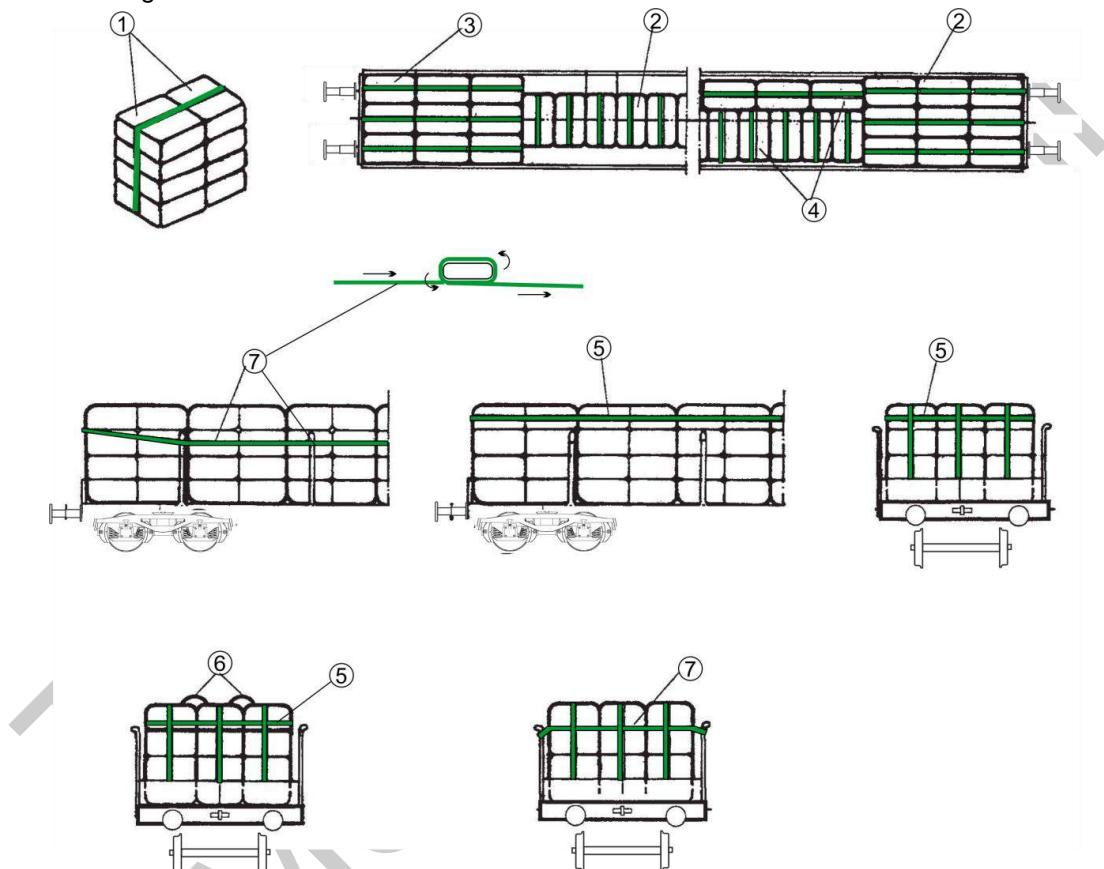 ① ③ ② ②
④
⑦ ⑤ ⑤
⑥ ⑤ ⑦